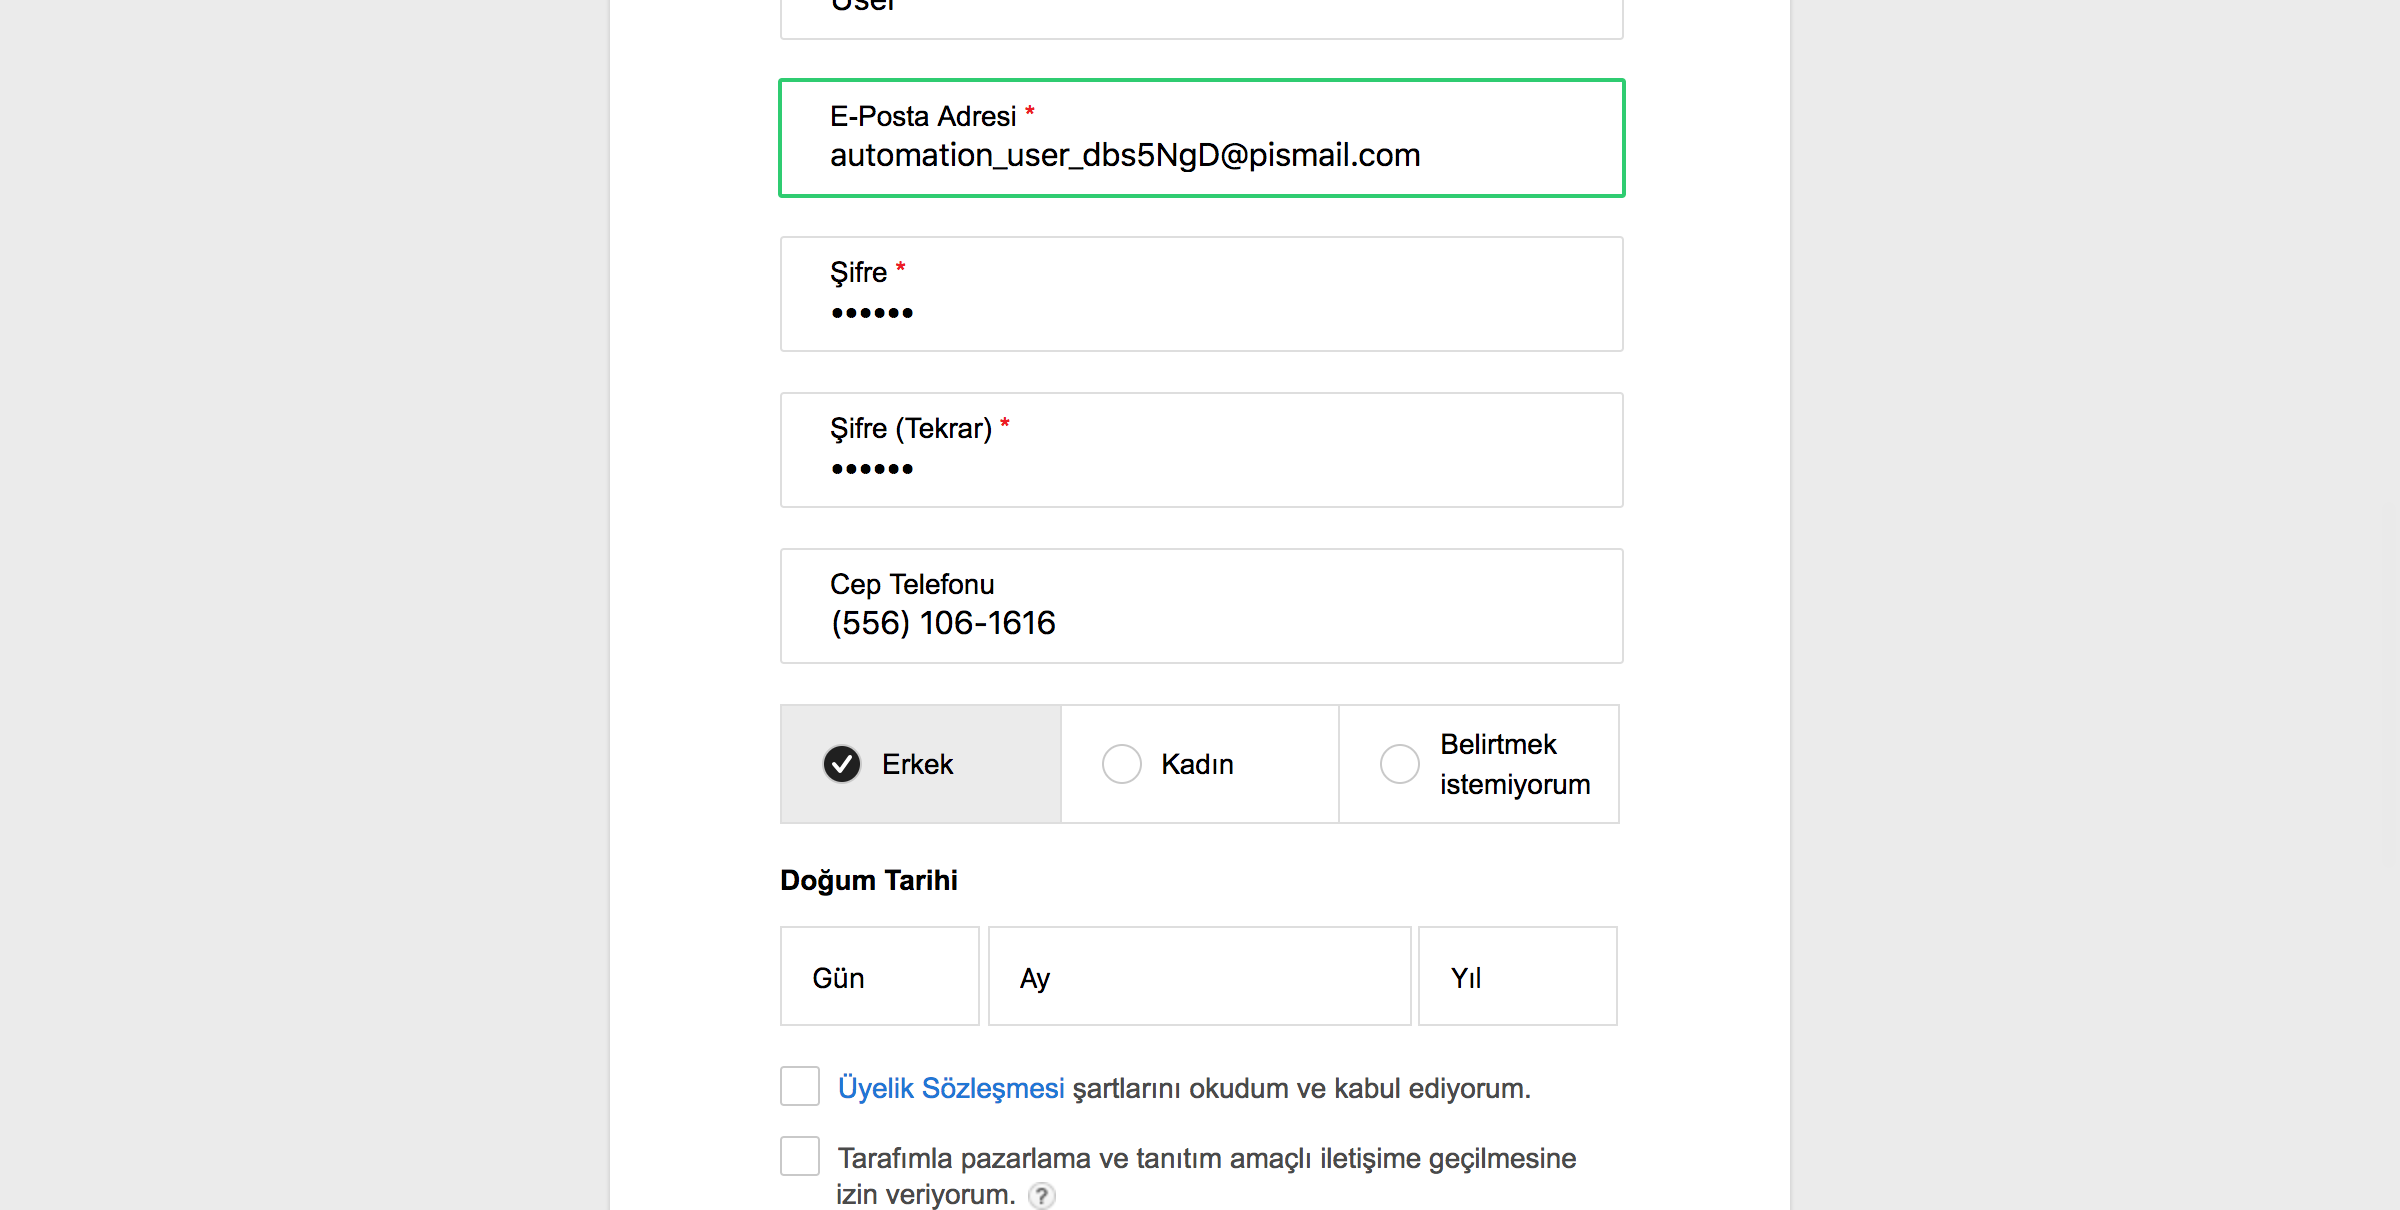 User
E-Posta Adresi *
automation_user_dbs5NgD@pismail.com
Şifre *
••••••
Şifre (Tekrar) *
••••••
Cep Telefonu
(556) 106-1616
Erkek
Kadın
Belirtmek
istemiyorum
Doğum Tarihi
Gün
Ay
Yıl
Üyelik Sözleşmesi şartlarını okudum ve kabul ediyorum.
Tarafımla pazarlama ve tanıtım amaçlı iletişime geçilmesine
izin veriyorum. ?